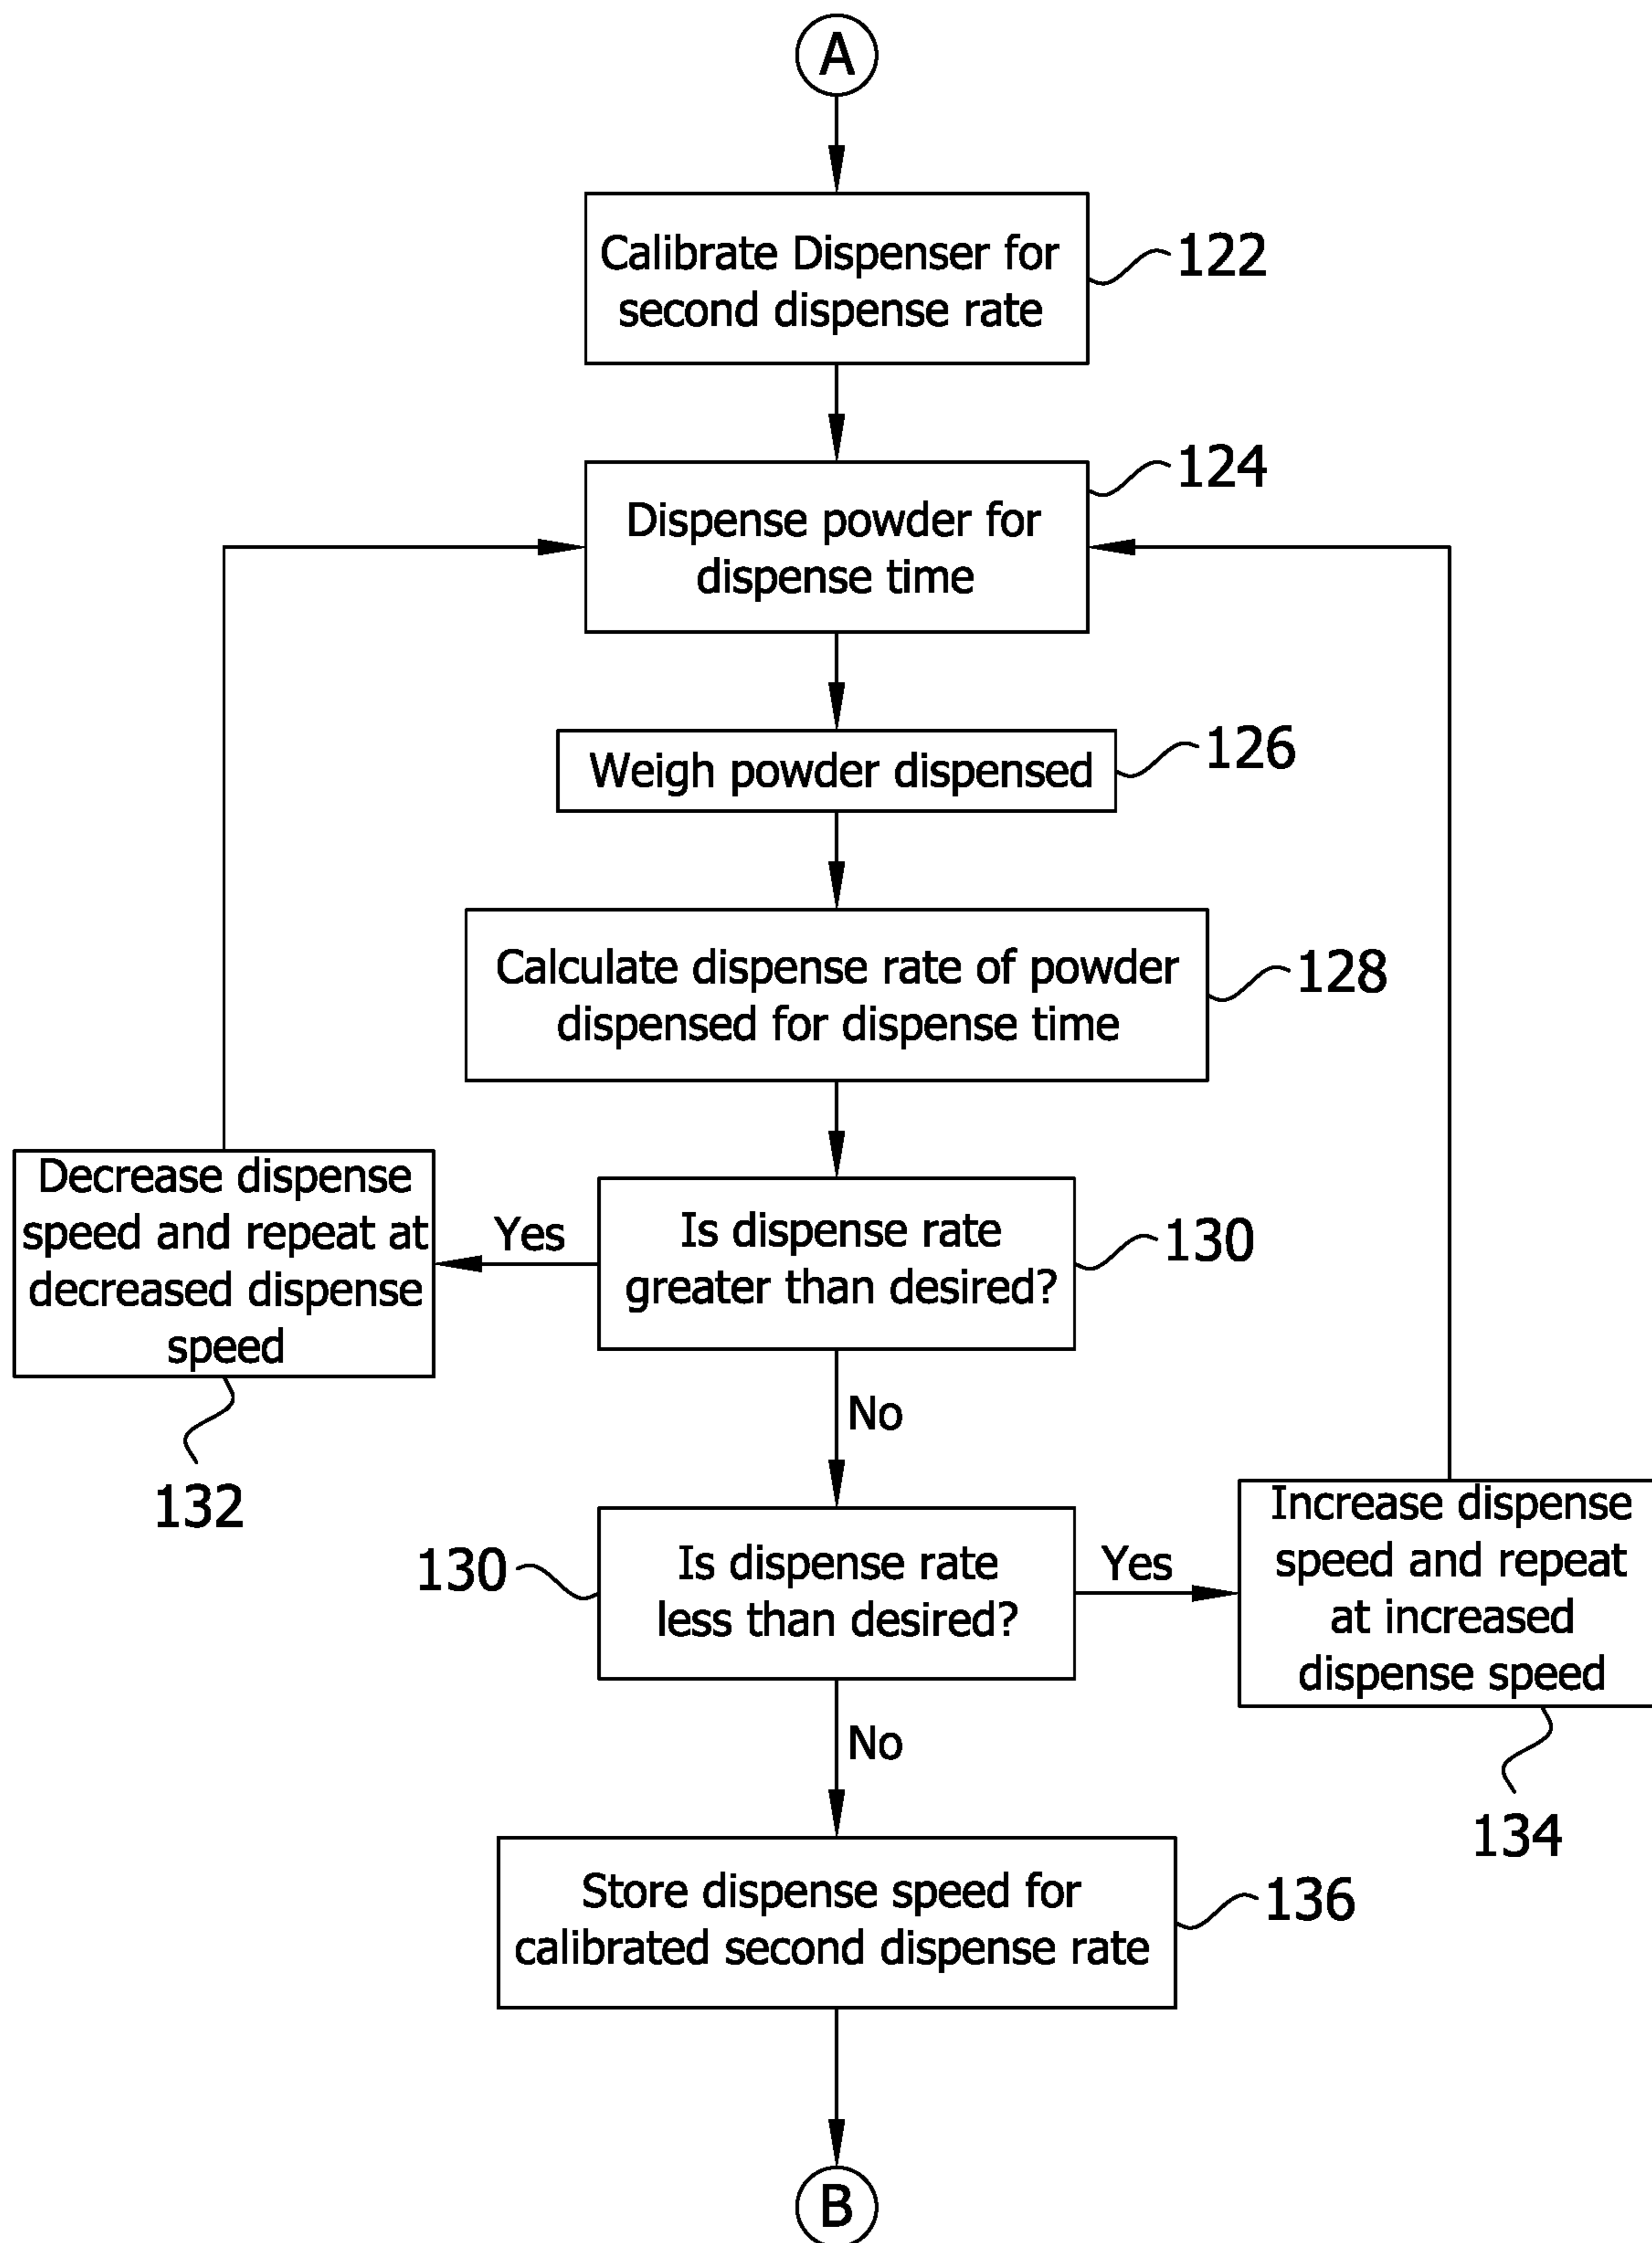 A
Calibrate Dispenser for
second dispense rate
122
124
Dispense powder for
dispense time
Weigh powder dispensed
126
Calculate dispense rate of powder
dispensed for dispense time
128
Decrease dispense
speed and repeat at
decreased dispense
speed
132
Yes
Is dispense rate
greater than desired?
130
No
130
Is dispense rate
less than desired?
Yes
Increase dispense
speed and repeat
at increased
dispense speed
134
No
Store dispense speed for
calibrated second dispense rate
136
B